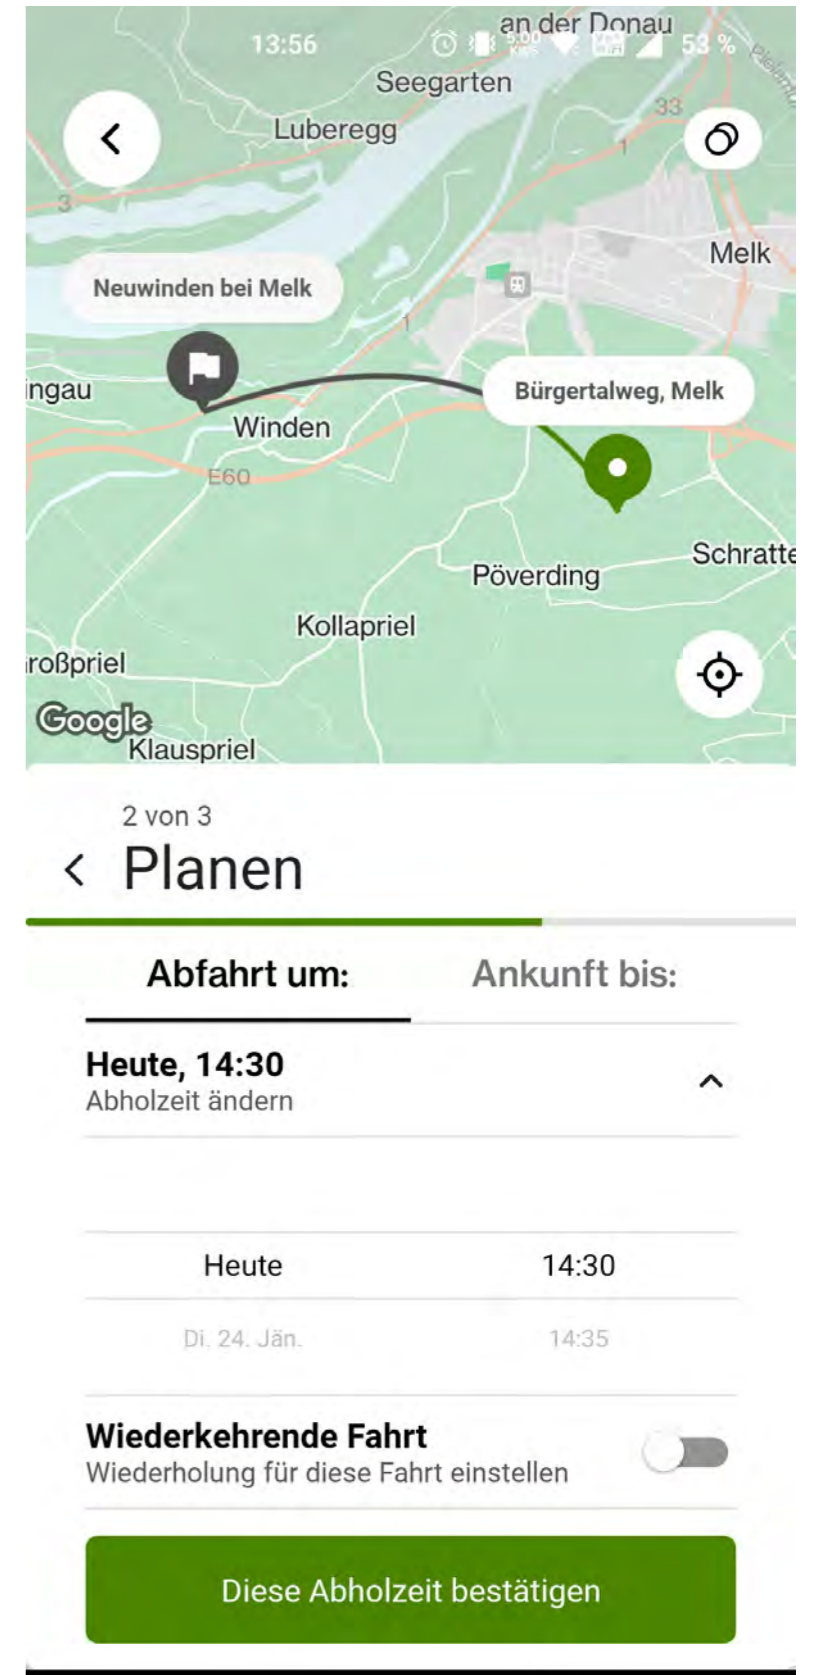 an der Donau
13:56
5.00
53 %
Seegarten
33
Luberegg
1
3
Melk
Neuwinden bei Melk
1
ingau
Bürgertalweg, Melk
Winden
E60
Schratte
Pöverding
Kollapriel
roßpriel
Google
Klauspriel
2 von 3
Planen
Abfahrt um:
Ankunft bis:
Heute, 14:30
Abholzeit ändern
Heute 14:30
Di. 24. Jän. 14:35
Wiederkehrende Fahrt
Wiederholung für diese Fahrt einstellen
Diese Abholzeit bestätigen